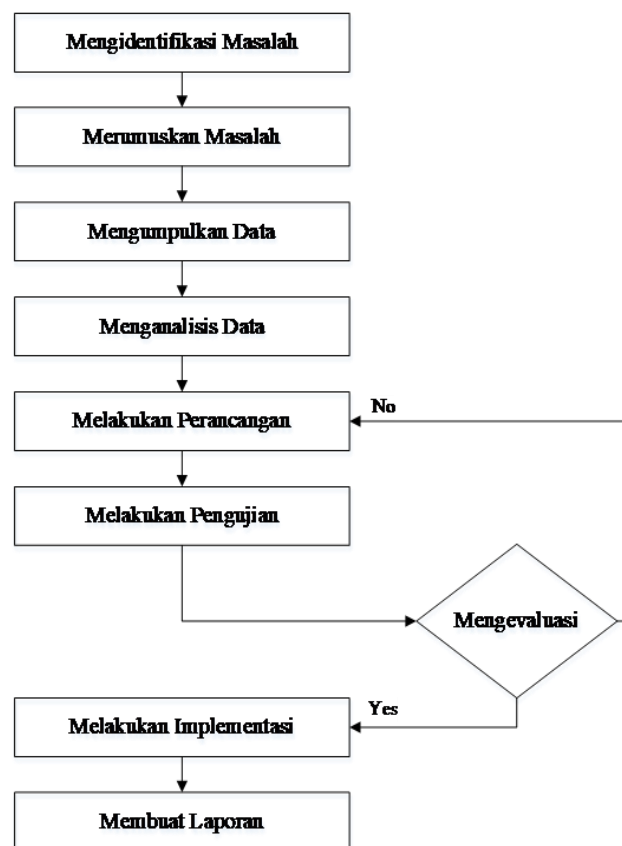 Mengidentifikasi Masalah
Merumuskan Masalah
Mengumpulkan Data
Menganalisis Data
Melakukan Perancangan
No
Melakukan Pengujian
Mengevaluasi
Yes
Melakukan Implementasi
Membuat Laporan